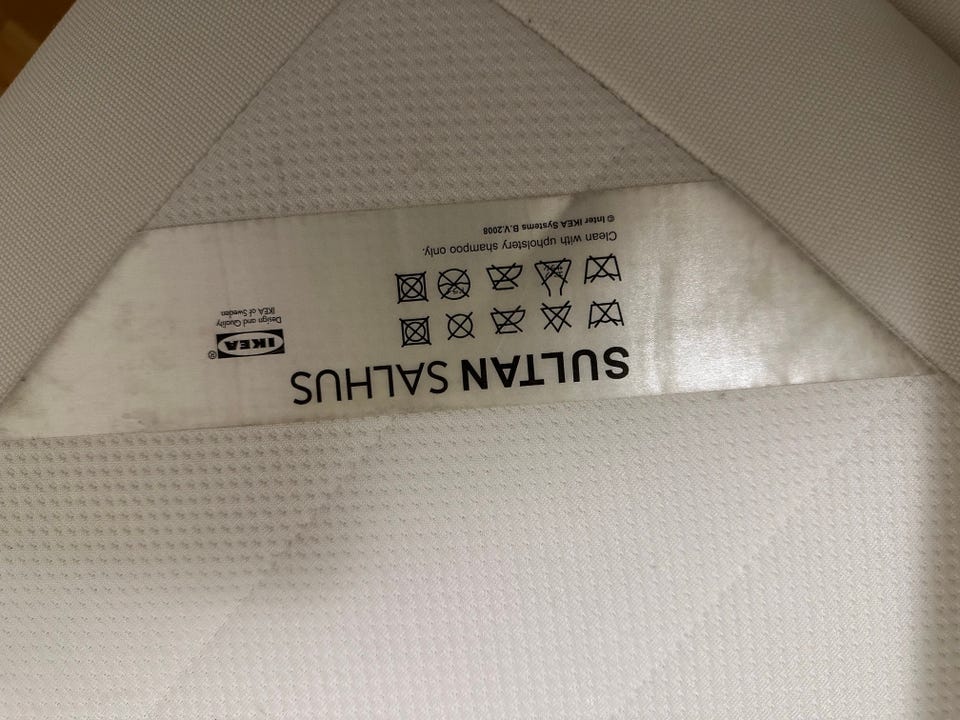 SULTAN SALHUS
Clean with upholstery shampoo only.
© Inter IKEA Systems B.V.2008
IKEA®
Design and Quality
IKEA of Sweden